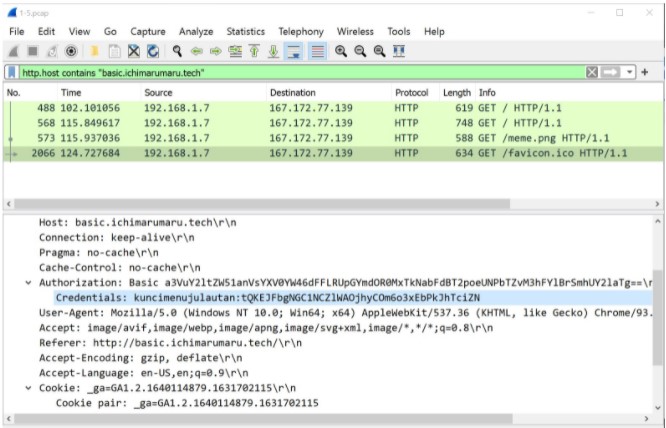 1-5.pcap
File Edit View Go Capture Analyze Statistics Telephony Wireless Tools Help
http.host contains "basic.ichimarumaru.tech"
No. Time Source Destination Protocol Length Info
488 102.101056 192.168.1.7 167.172.77.139 HTTP 619 GET / HTTP/1.1
568 115.849617 192.168.1.7 167.172.77.139 HTTP 748 GET / HTTP/1.1
573 115.937036 192.168.1.7 167.172.77.139 HTTP 588 GET /meme.png HTTP/1.1
2066 124.727684 192.168.1.7 167.172.77.139 HTTP 634 GET /favicon.ico HTTP/1.1
Host: basic.ichimarumaru.tech\r\n
Connection: keep-alive\r\n
Pragma: no-cache\r\n
Cache-Control: no-cache\r\n
Authorization: Basic a3VuY2ltZW51anVsYXV0YW46dFFLRUpGYmdOR0MxTkNabFdBT2poeUNPbTZvM3hFYlBrSmhUY2laTg==\r
Credentials: kuncimenujulautan:tQKEJFbgNGC1NCZlWAOjhyCOm6o3xEbPkJhTciZN
User-Agent: Mozilla/5.0 (Windows NT 10.0; Win64; x64) AppleWebKit/537.36 (KHTML, like Gecko) Chrome/93.
Accept: image/avif,image/webp,image/apng,image/svg+xml,image/*,*/*;q=0.8\r\n
Referer: http://basic.ichimarumaru.tech/\r\n
Accept-Encoding: gzip, deflate\r\n
Accept-Language: en-US,en;q=0.9\r\n
Cookie: _ga=GA1.2.1640114879.1631702115\r\n
Cookie pair: _ga=GA1.2.1640114879.1631702115